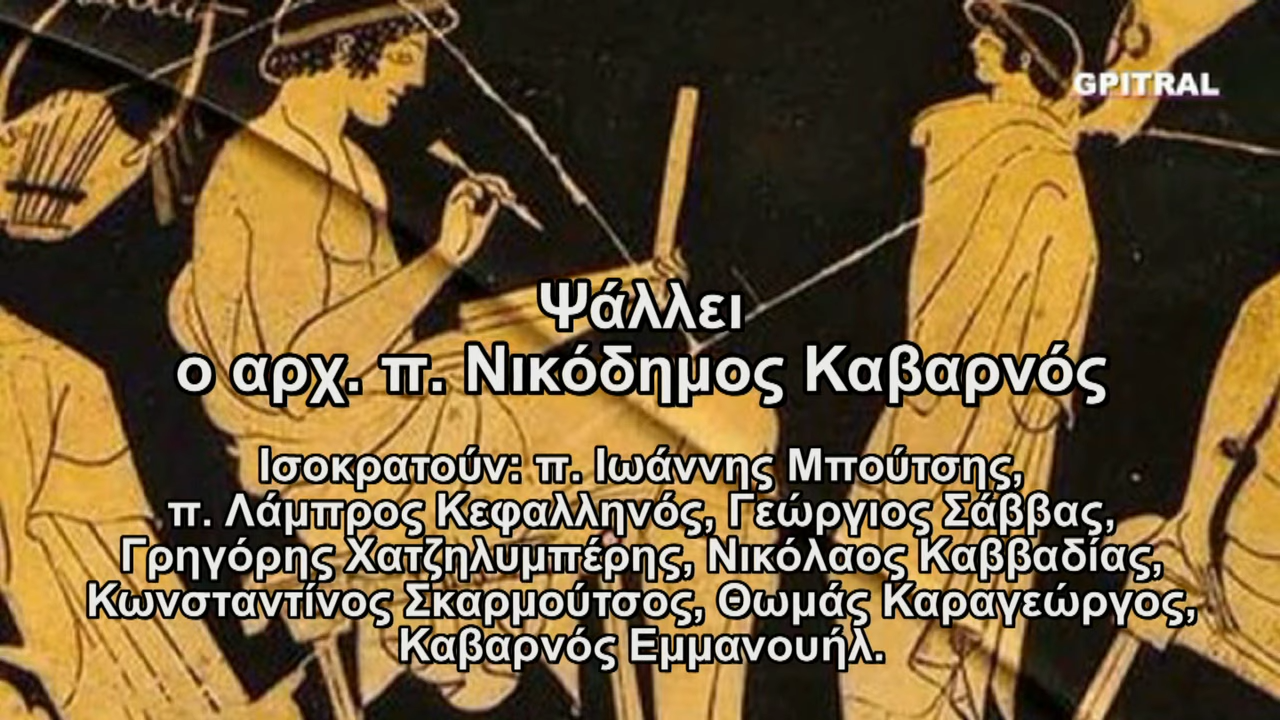 GPITRAL
Ψάλλει
ο αρχ. π. Νικόδημος Καβαρνός
Ισοκρατούν: π. Ιωάννης Μπούτσης,
π. Λάμπρος Κεφαλληνός, Γεώργιος Σάββας,
Γρηγόρης Χατζηλυμπέρης, Νικόλαος Καββαδίας,
Κωνσταντίνος Σκαρμούτσος, Θωμάς Καραγεώργος,
Καβαρνός Εμμανουήλ.